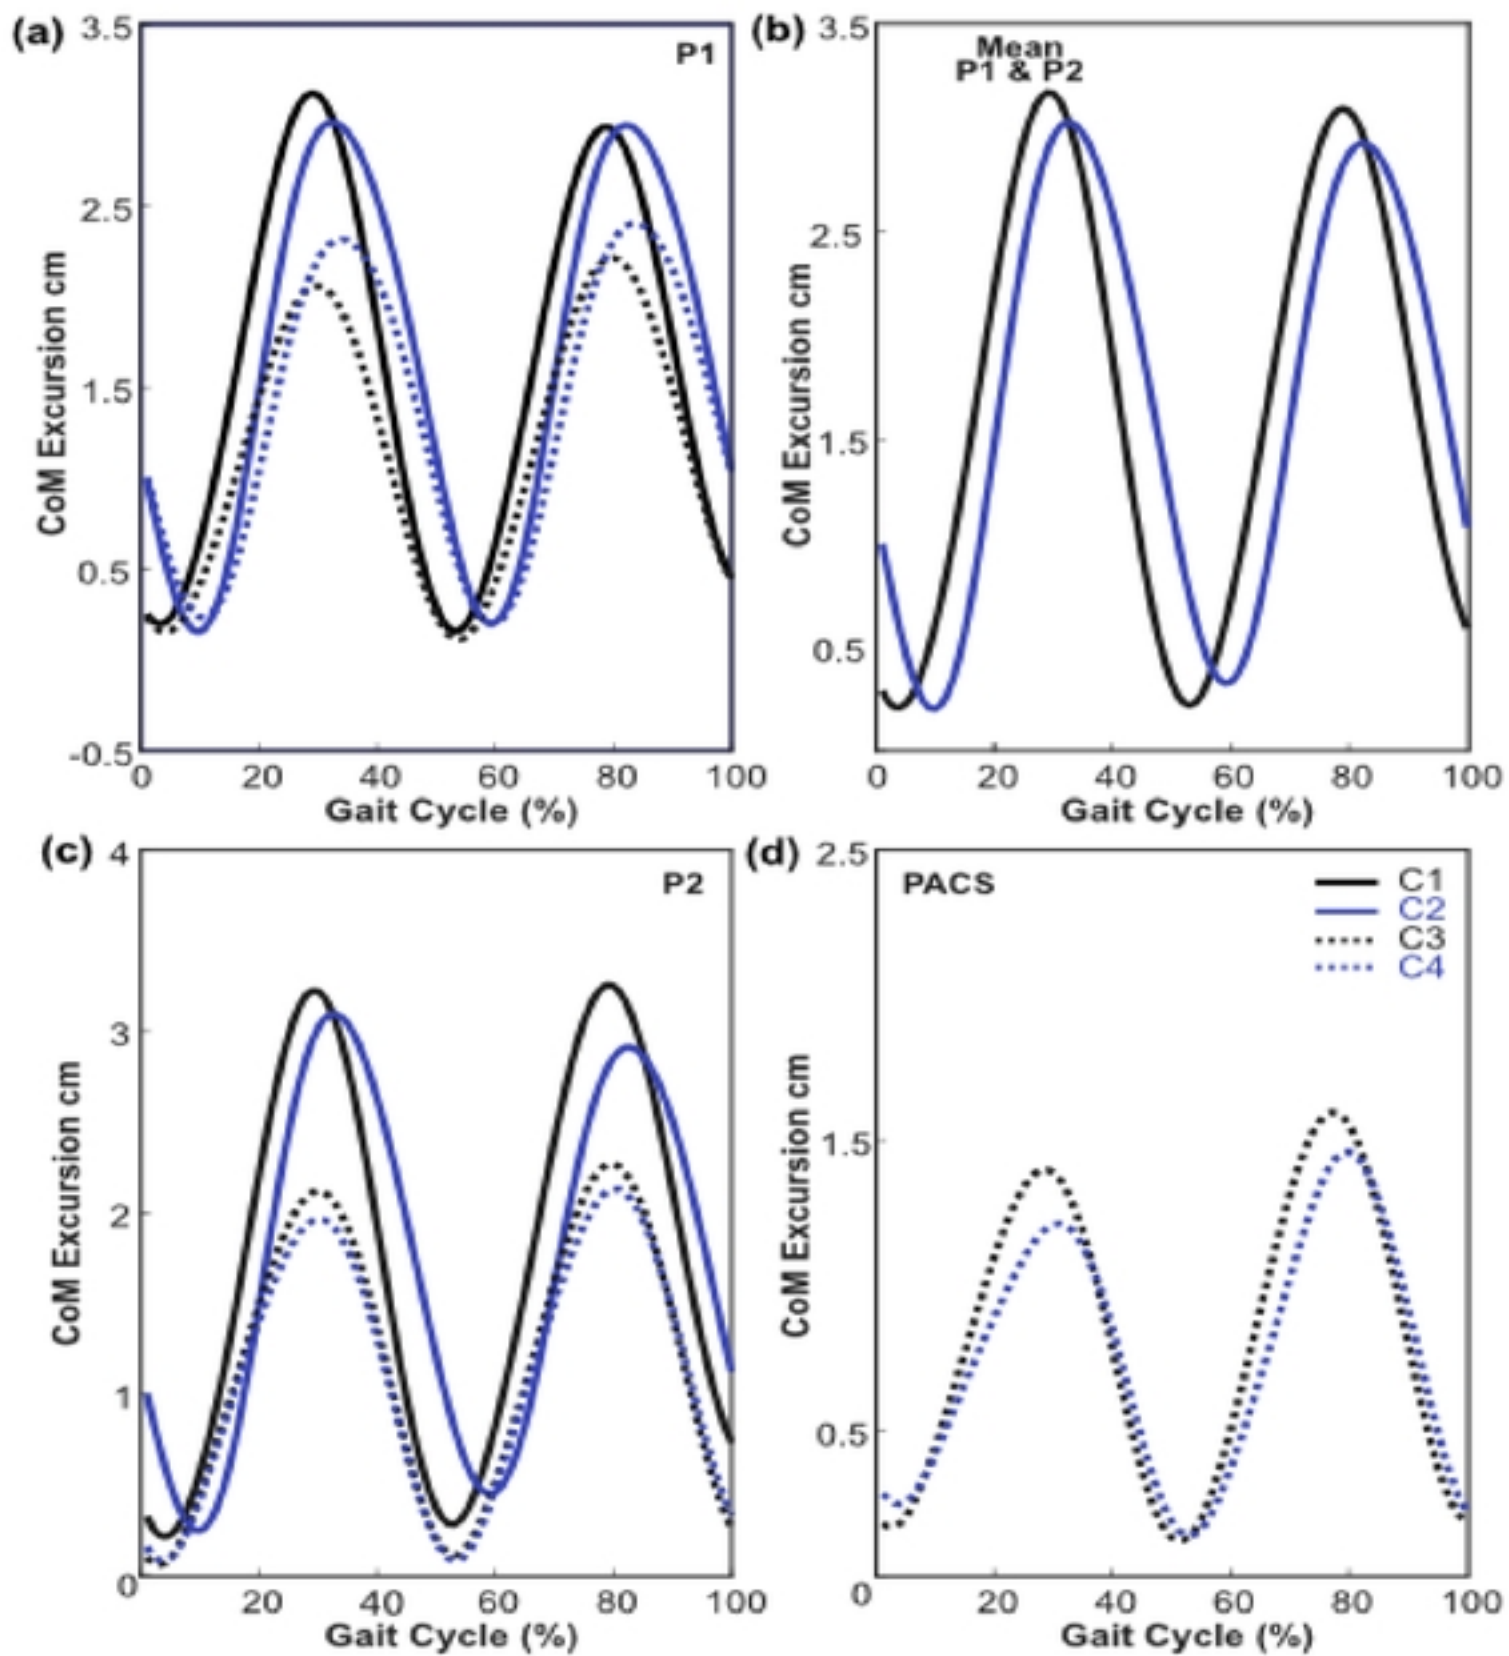 (a)
P1
3.5
2.5
1.5
0.5
-0.5
CoM Excursion cm
0 20 40 60 80 100
Gait Cycle (%)
(b)
Mean
P1 & P2
3.5
2.5
1.5
0.5
CoM Excursion cm
0 20 40 60 80 100
Gait Cycle (%)
(c)
P2
4
3
2
1
0
CoM Excursion cm
20 40 60 80 100
Gait Cycle (%)
(d)
PACS
C1
C2
C3
C4
2.5
1.5
0.5
0
CoM Excursion cm
20 40 60 80 100
Gait Cycle (%)